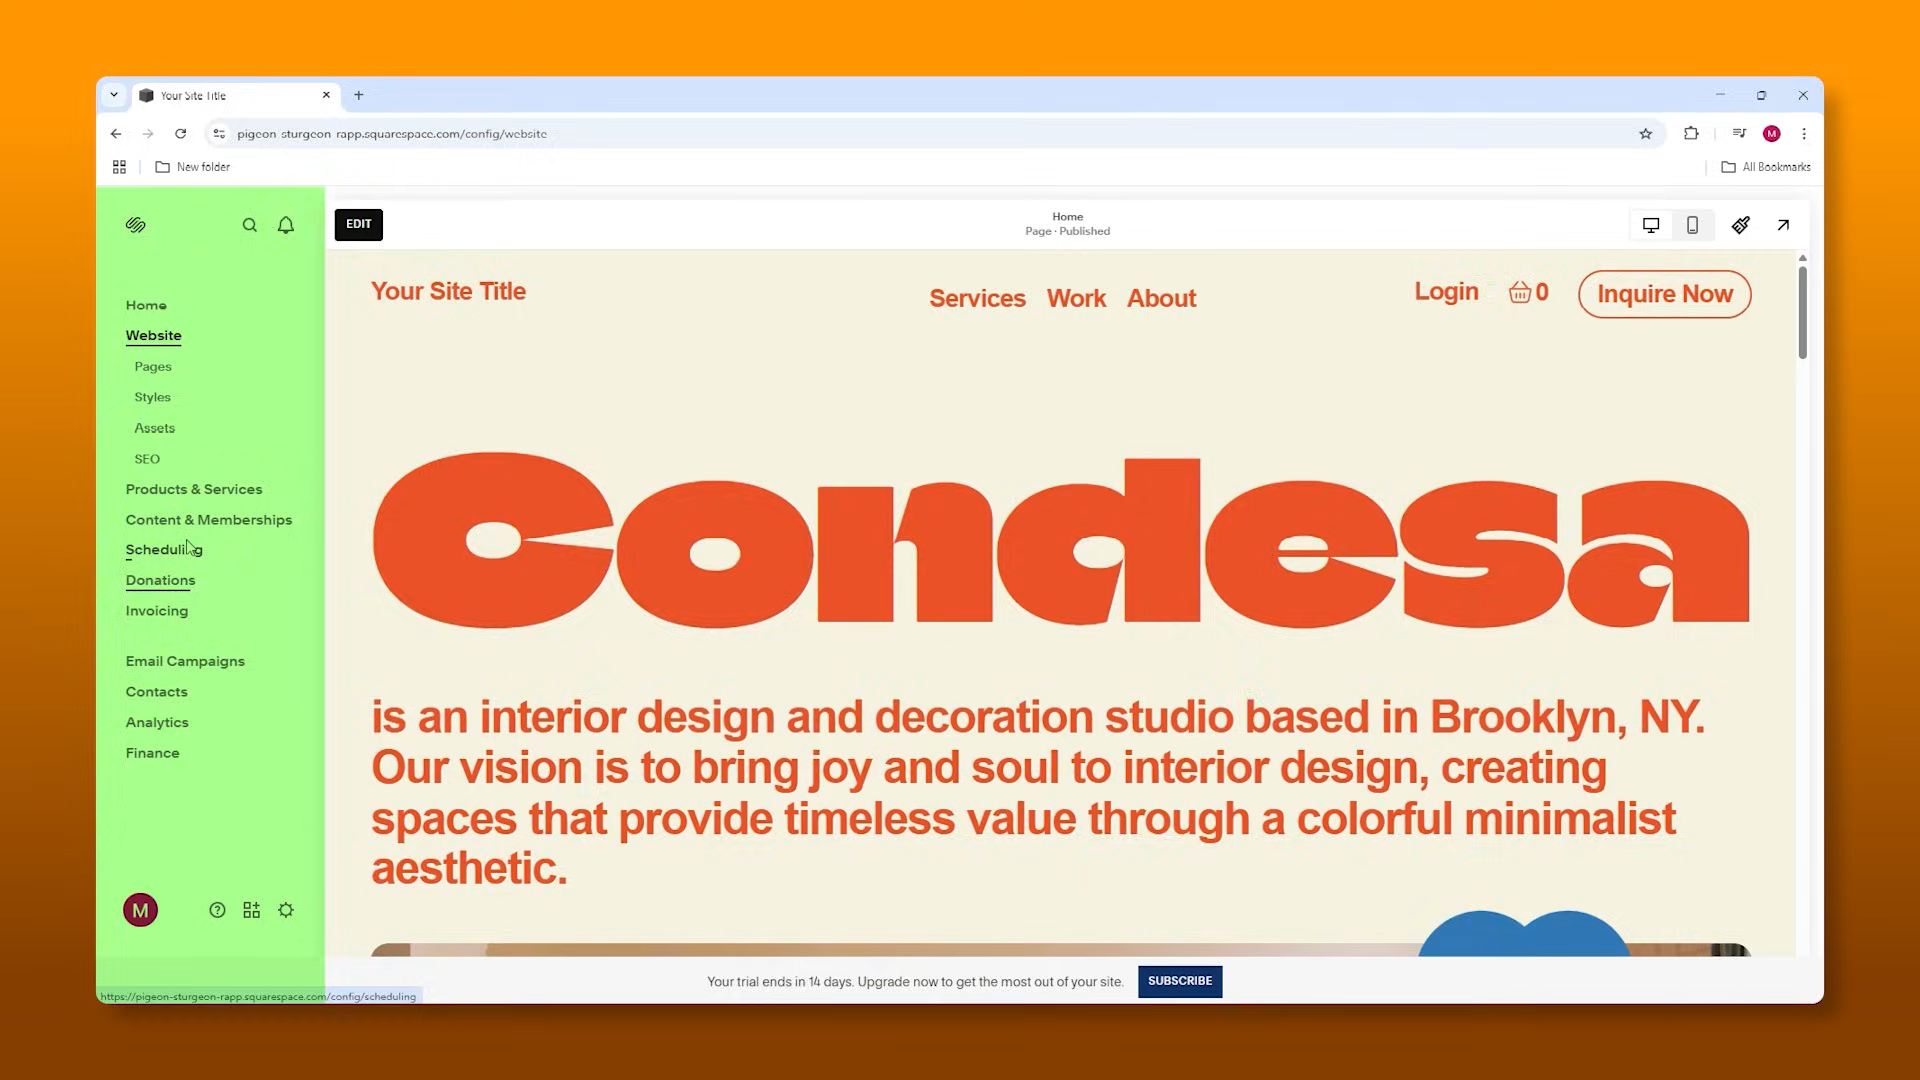 Your Site Title
pigeon-sturgeon-rapp.squarespace.com/config/website
New folder
All Bookmarks
EDIT
Home
Page · Published
Home
Website
Pages
Styles
Assets
SEO
Products & Services
Content & Memberships
Scheduling
Donations
Invoicing
Email Campaigns
Contacts
Analytics
Finance
M
M
Your Site Title
Services Work About
Login 0 Inquire Now
Condesa
is an interior design and decoration studio based in Brooklyn, NY.
Our vision is to bring joy and soul to interior design, creating
spaces that provide timeless value through a colorful minimalist
aesthetic.
Your trial ends in 14 days. Upgrade now to get the most out of your site. SUBSCRIBE
https://pigeon-sturgeon-rapp.squarespace.com/config/scheduling